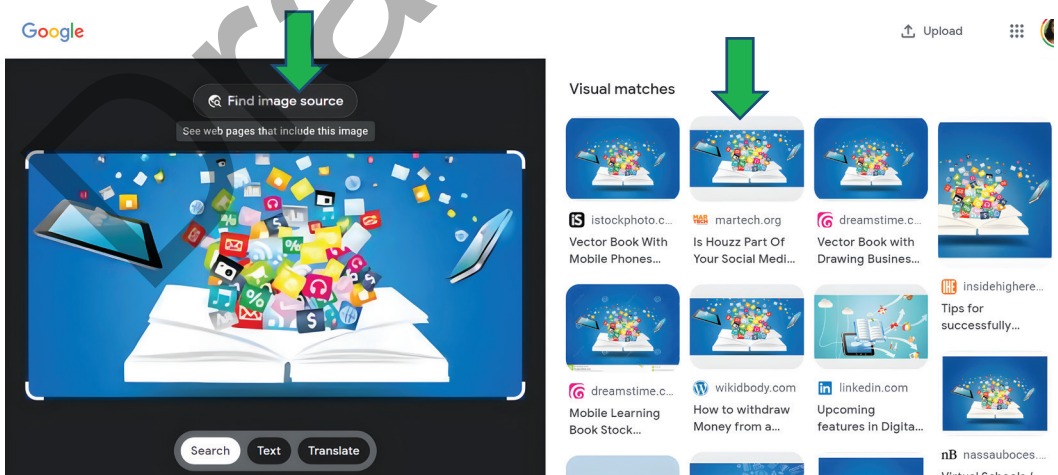 Google
Upload
Find image source
See web pages that include this image
Search
Text
Translate
Visual matches
istockphoto.c...
Vector Book With
Mobile Phones...
MAR
TECH
martech.org
Is Houzz Part Of
Your Social Medi...
dreamstime.c...
Vector Book with
Drawing Busines...
insidehighere...
Tips for
successfully...
dreamstime.c...
Mobile Learning
Book Stock...
wikidbody.com
How to withdraw
Money from a...
linkedin.com
Upcoming
features in Digita...
nassauboces....